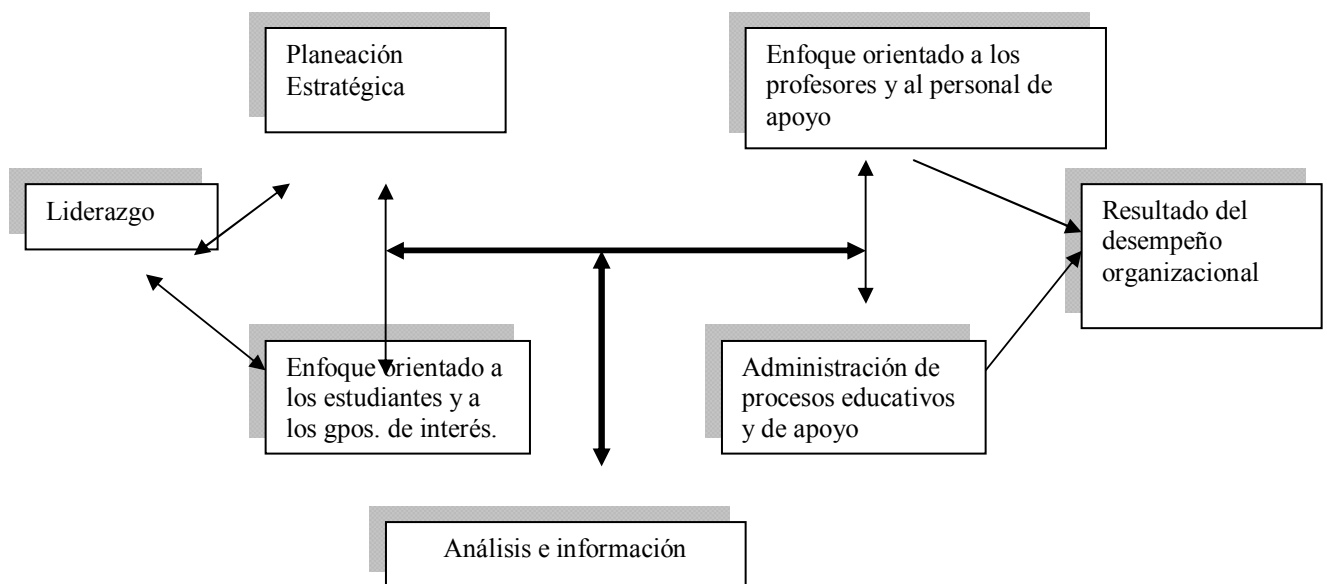 Planeación
Estratégica
Enfoque orientado a los
profesores y al personal de
apoyo
Liderazgo
Resultado del
desempeño
organizacional
Enfoque orientado a
los estudiantes y a
los gpos. de interés.
Administración de
procesos educativos
y de apoyo
Análisis e información